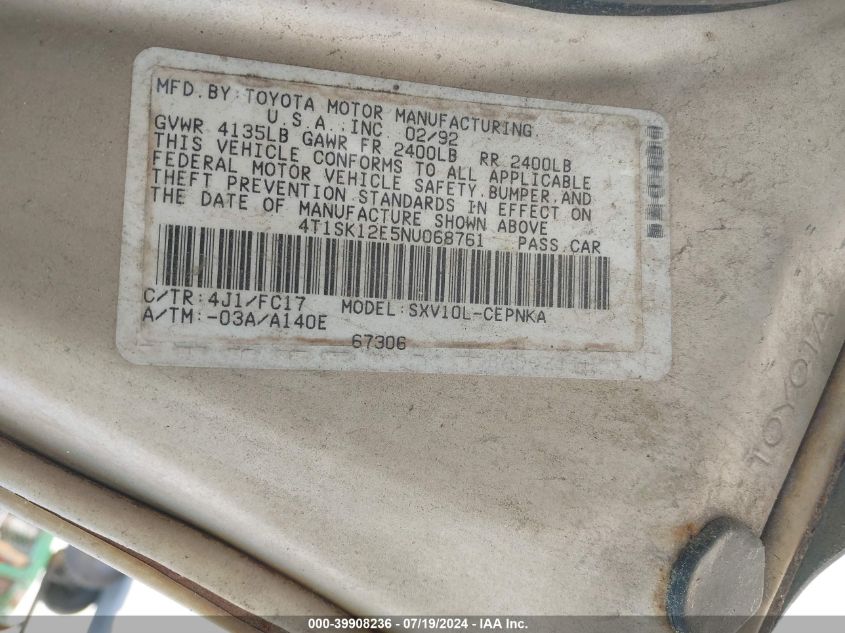 MFD. BY: TOYOTA MOTOR MANUFACTURING.
U.S.A., INC. 02/92
GVWR 4135LB GAWR FR 2400LB RR 2400LB
THIS VEHICLE CONFORMS TO ALL APPLICABLE
FEDERAL MOTOR VEHICLE SAFETY, BUMPER, AND
THEFT PREVENTION STANDARDS IN EFFECT ON
THE DATE OF MANUFACTURE SHOWN ABOVE
4T1SK12E5NU068761 PASS. CAR
C/TR: 4J1/FC17 MODEL: SXV10L-CEPNKA
A/TM: -03A/A140E
67306
TOYOTA
000-39908236 - 07/19/2024 - IAA Inc.